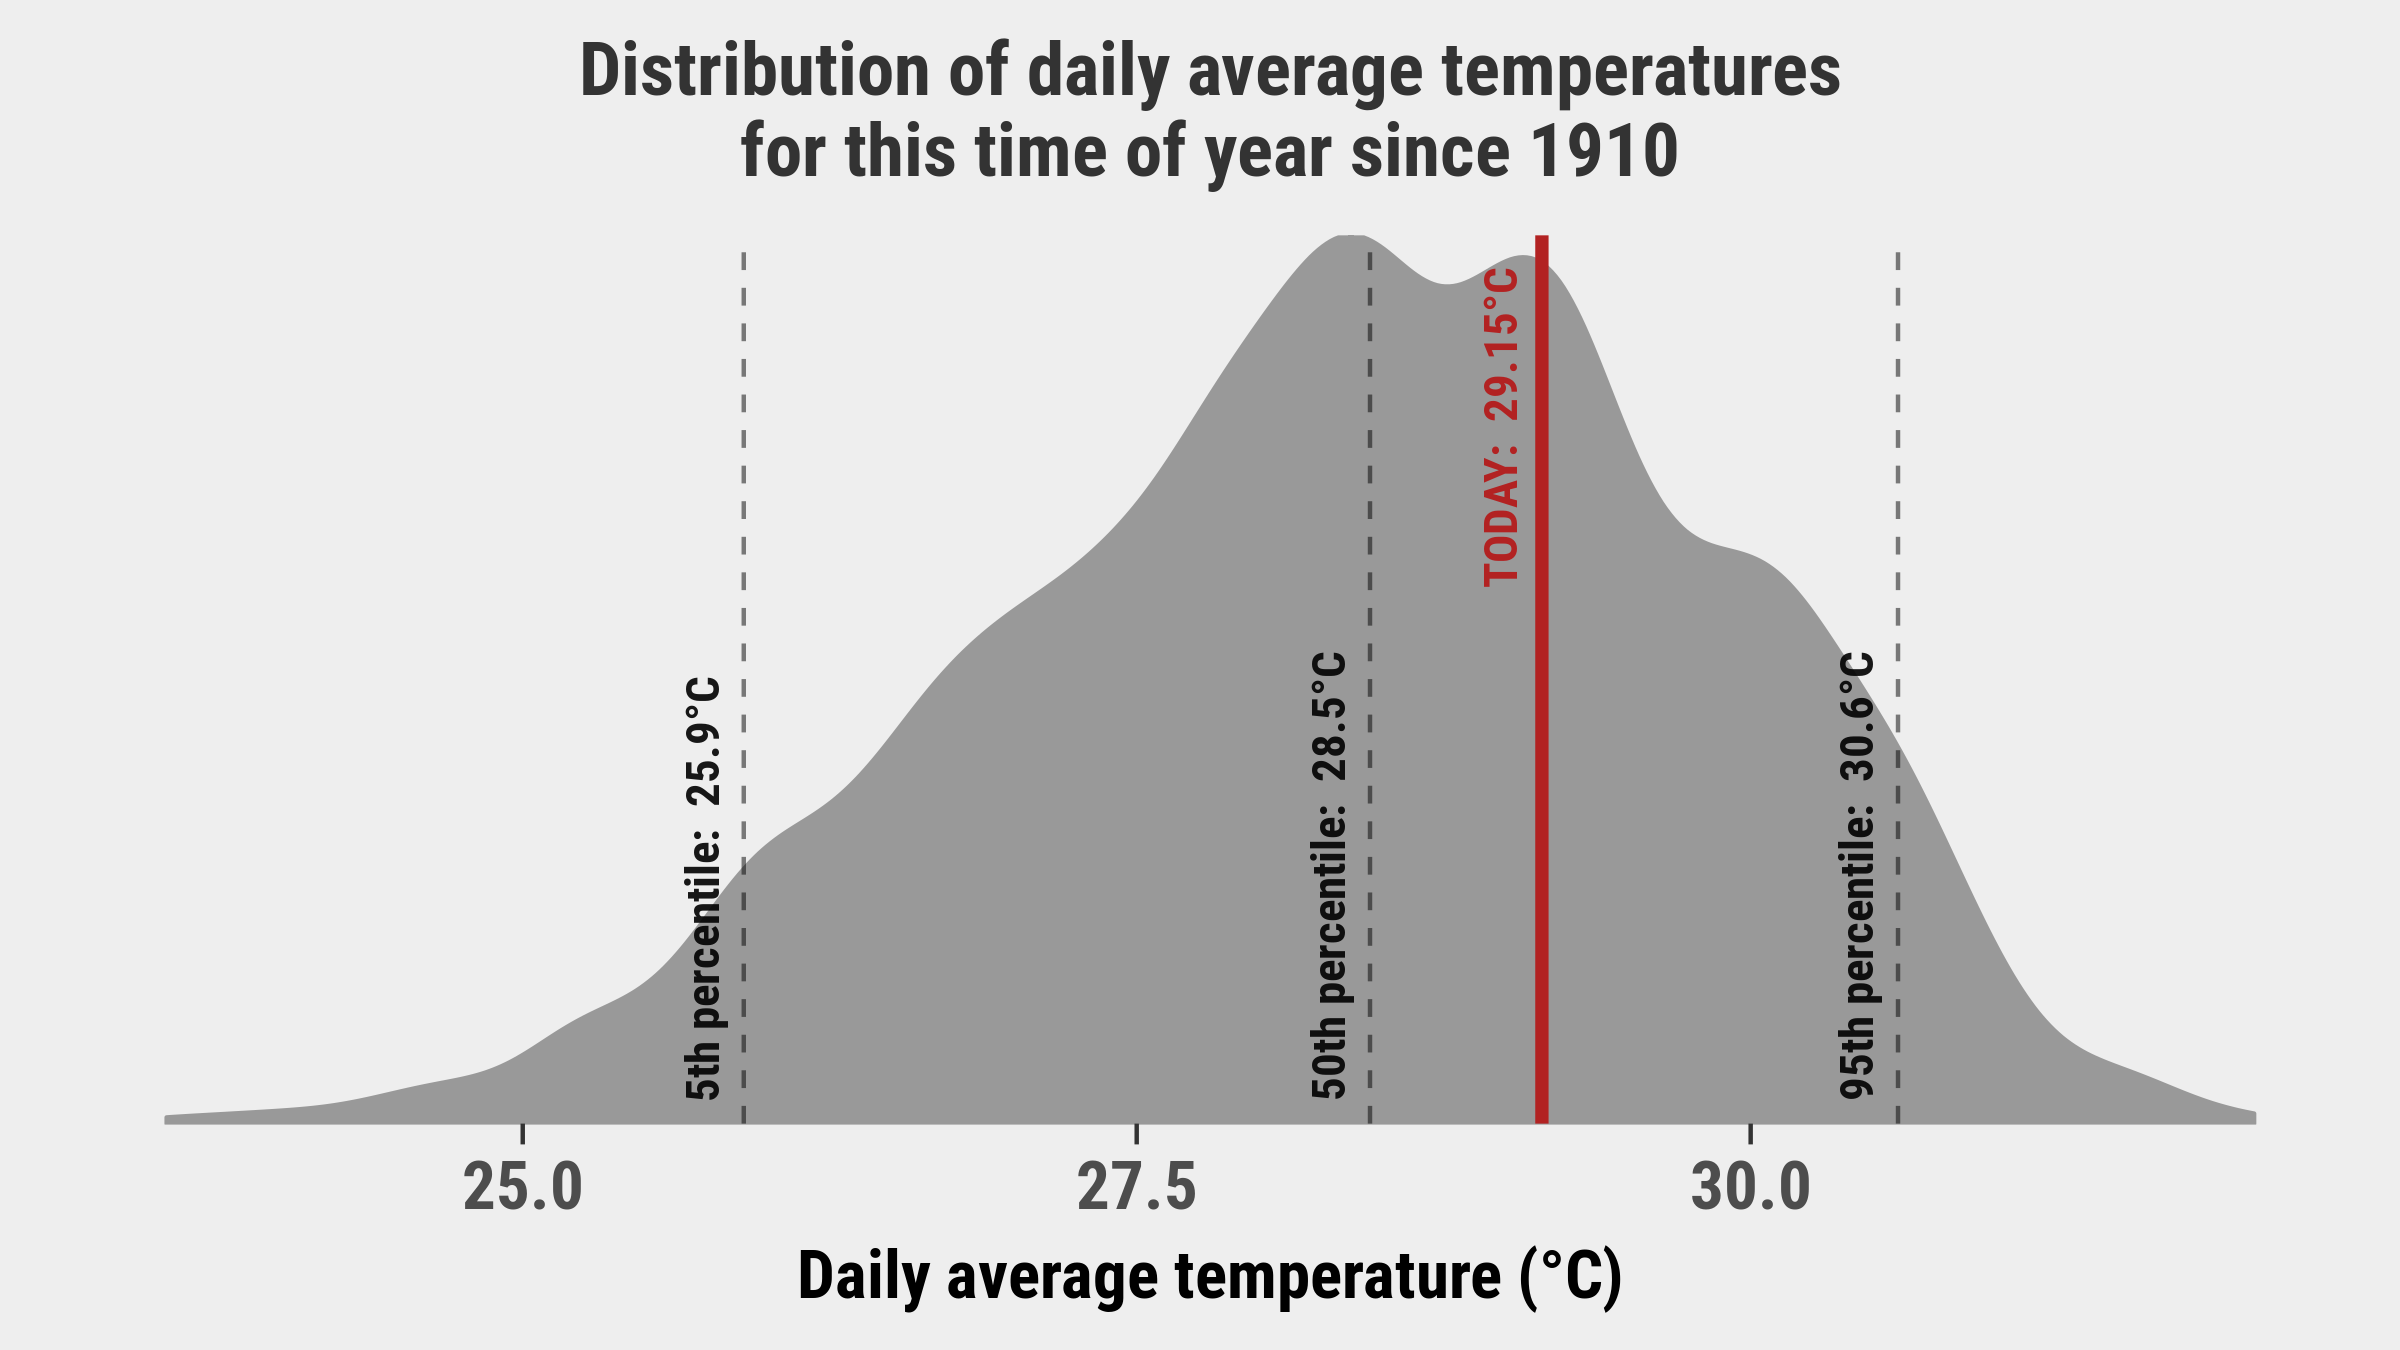 Distribution of daily average temperatures
for this time of year since 1910
5th percentile: 25.9°C
50th percentile: 28.5°C
TODAY: 29.15°C
95th percentile: 30.6°C
25.0
27.5
30.0
Daily average temperature (°C)